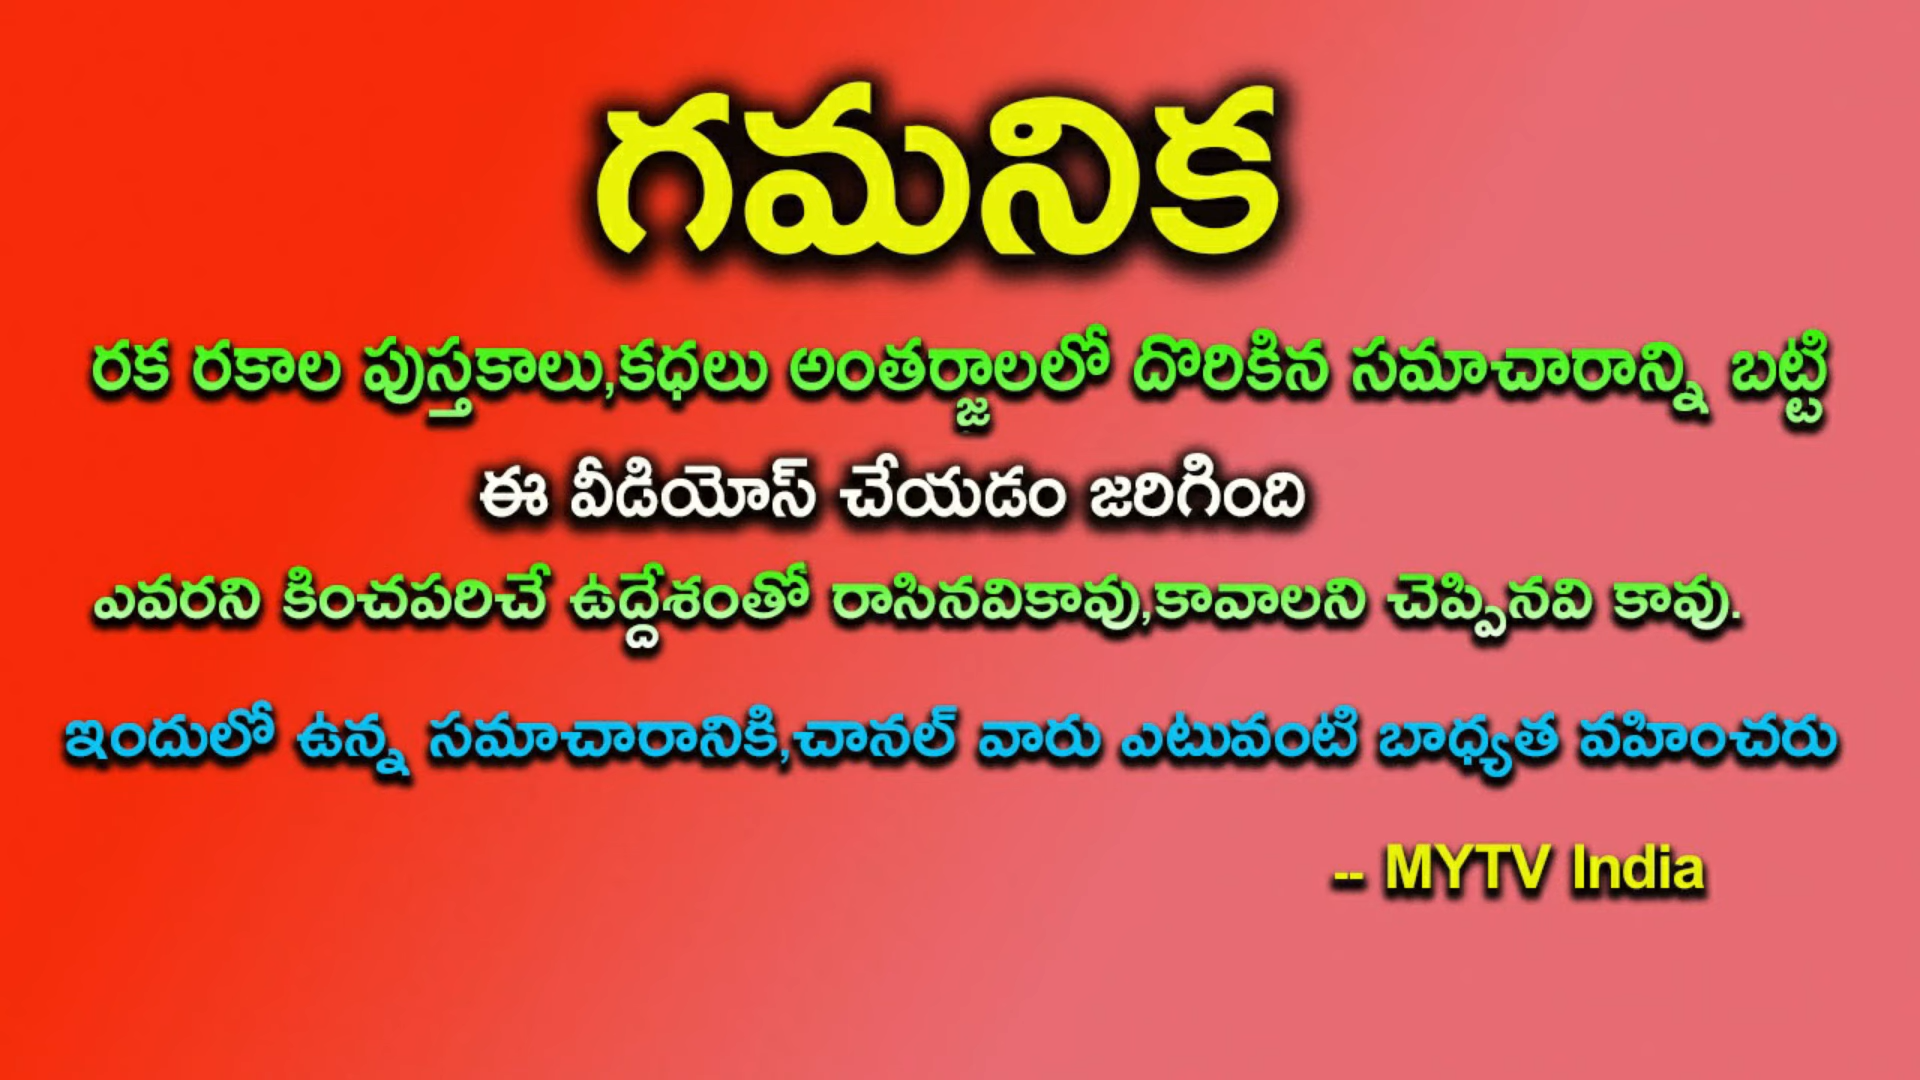 గమనిక
రక రకాల పుస్తకాలు,కధలు అంతర్జాలలో దొరికిన సమాచారాన్ని బట్టి
ఈ వీడియోస్ చేయడం జరిగింది
ఎవరని కించపరిచే ఉద్దేశంతో రాసినవికావు,కావాలని చెప్పినవి కావు.
ఇందులో ఉన్న సమాచారానికి,చానల్ వారు ఎటువంటి బాధ్యత వహించరు
-- MYTV India